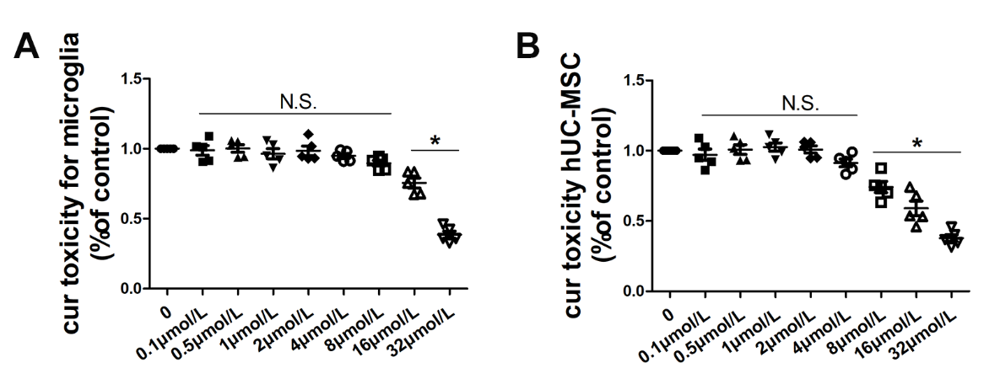 A
cur toxicity for microglia
(%of control)
1.5
1.0
0.5
0.0
N.S.
*
0
0.1μmol/L
0.5μmol/L
1μmol/L
2μmol/L
4μmol/L
8μmol/L
16μmol/L
32μmol/L
B
cur toxicity hUC-MSC
(%of control)
1.5
1.0
0.5
0.0
N.S.
*
0
0.1μmol/L
0.5μmol/L
1μmol/L
2μmol/L
4μmol/L
8μmol/L
16μmol/L
32μmol/L